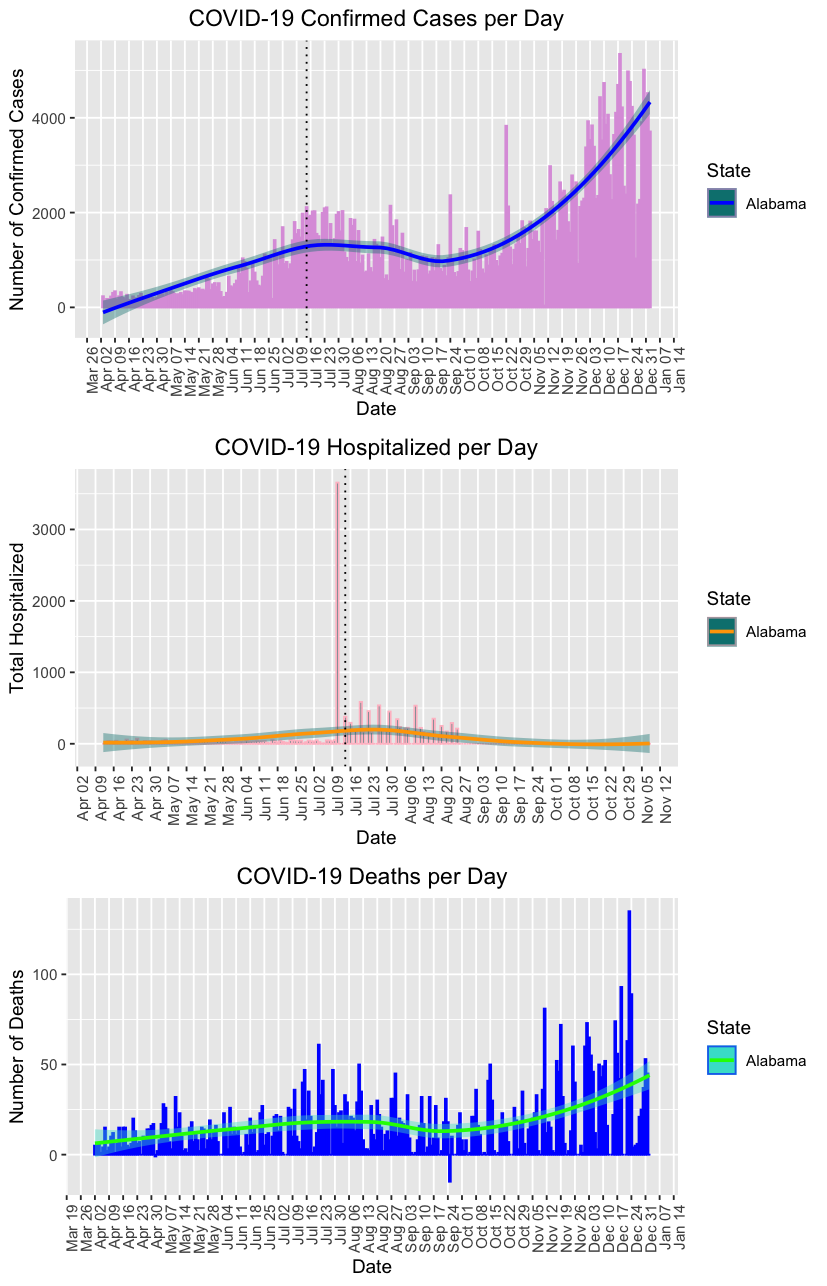 COVID-19 Confirmed Cases per Day
Number of Confirmed Cases
4000
2000
0
Mar 26
Apr 02
Apr 09
Apr 16
Apr 23
Apr 30
May 07
May 14
May 21
May 28
Jun 04
Jun 11
Jun 18
Jun 25
Jul 02
Jul 09
Jul 16
Jul 23
Jul 30
Aug 06
Aug 13
Aug 20
Aug 27
Sep 03
Sep 10
Sep 17
Sep 24
Oct 01
Oct 08
Oct 15
Oct 22
Oct 29
Nov 05
Nov 12
Nov 19
Nov 26
Dec 03
Dec 10
Dec 17
Dec 24
Dec 31
Jan 07
Jan 14
Date
State
Alabama
COVID-19 Hospitalized per Day
Total Hospitalized
3000
2000
1000
0
Apr 02
Apr 09
Apr 16
Apr 23
Apr 30
May 07
May 14
May 21
May 28
Jun 04
Jun 11
Jun 18
Jun 25
Jul 02
Jul 09
Jul 16
Jul 23
Jul 30
Aug 06
Aug 13
Aug 20
Aug 27
Sep 03
Sep 10
Sep 17
Sep 24
Oct 01
Oct 08
Oct 15
Oct 22
Oct 29
Nov 05
Nov 12
Date
State
Alabama
COVID-19 Deaths per Day
Number of Deaths
100
50
0
Mar 19
Mar 26
Apr 02
Apr 09
Apr 16
Apr 23
Apr 30
May 07
May 14
May 21
May 28
Jun 04
Jun 11
Jun 18
Jun 25
Jul 02
Jul 09
Jul 16
Jul 23
Jul 30
Aug 06
Aug 13
Aug 20
Aug 27
Sep 03
Sep 10
Sep 17
Sep 24
Oct 01
Oct 08
Oct 15
Oct 22
Oct 29
Nov 05
Nov 12
Nov 19
Nov 26
Dec 03
Dec 10
Dec 17
Dec 24
Dec 31
Jan 07
Jan 14
Date
State
Alabama